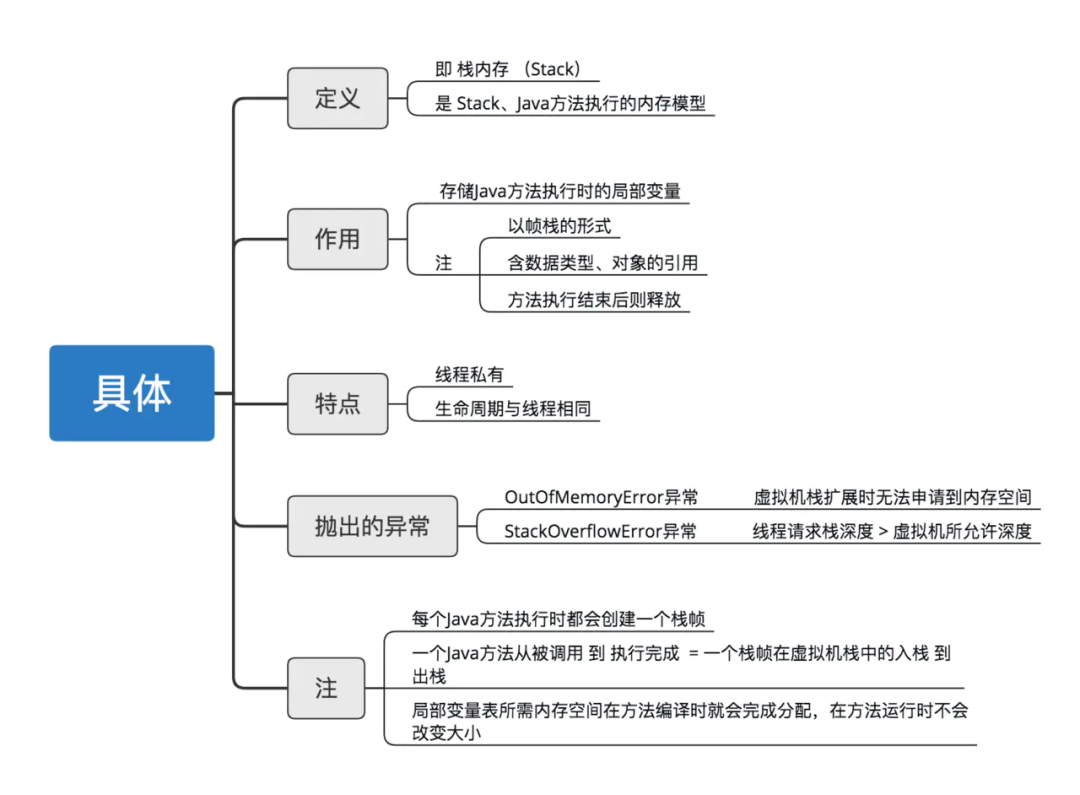 具体
定义
即 栈内存 （Stack）
是 Stack、Java方法执行的内存模型
作用
存储Java方法执行时的局部变量
注
以帧栈的形式
含数据类型、对象的引用
方法执行结束后则释放
特点
线程私有
生命周期与线程相同
抛出的异常
OutOfMemoryError异常 虚拟机栈扩展时无法申请到内存空间
StackOverflowError异常 线程请求栈深度 > 虚拟机所允许深度
注
每个Java方法执行时都会创建一个栈帧
一个Java方法从被调用 到 执行完成 = 一个栈帧在虚拟机栈中的入栈 到
出栈
局部变量表所需内存空间在方法编译时就会完成分配，在方法运行时不会
改变大小